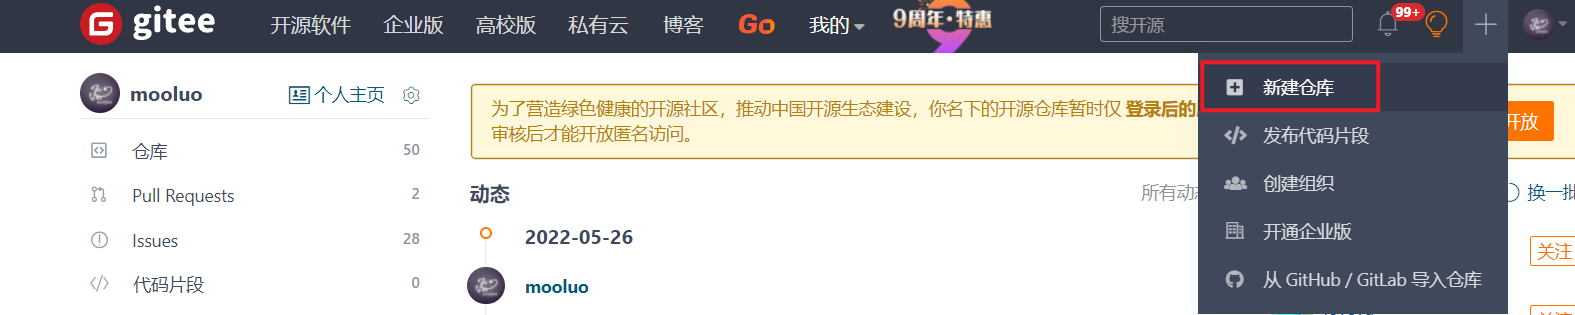 gitee 开源软件 企业版 高校版 私有云 博客 Go 我的 9周年·特惠 搜开源 99+
mooluo 个人主页
仓库 50
Pull Requests 2
Issues 28
代码片段 0
为了营造绿色健康的开源社区，推动中国开源生态建设，你名下的开源仓库暂时仅 登录后的
审核后才能开放匿名访问。
开放
动态 所有动态 换一批
2022-05-26
mooluo
新建仓库
发布代码片段
创建组织
开通企业版
从 GitHub / GitLab 导入仓库
关注
关注